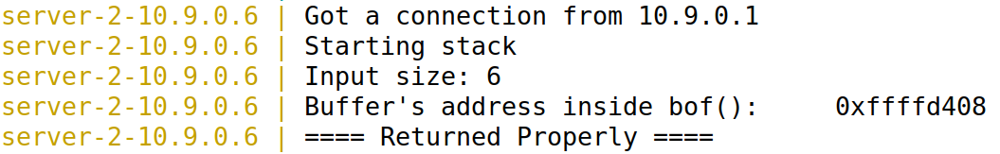 server-2-10.9.0.6 | Got a connection from 10.9.0.1
server-2-10.9.0.6 | Starting stack
server-2-10.9.0.6 | Input size: 6
server-2-10.9.0.6 | Buffer's address inside bof():     0xffffd408
server-2-10.9.0.6 | ==== Returned Properly ====